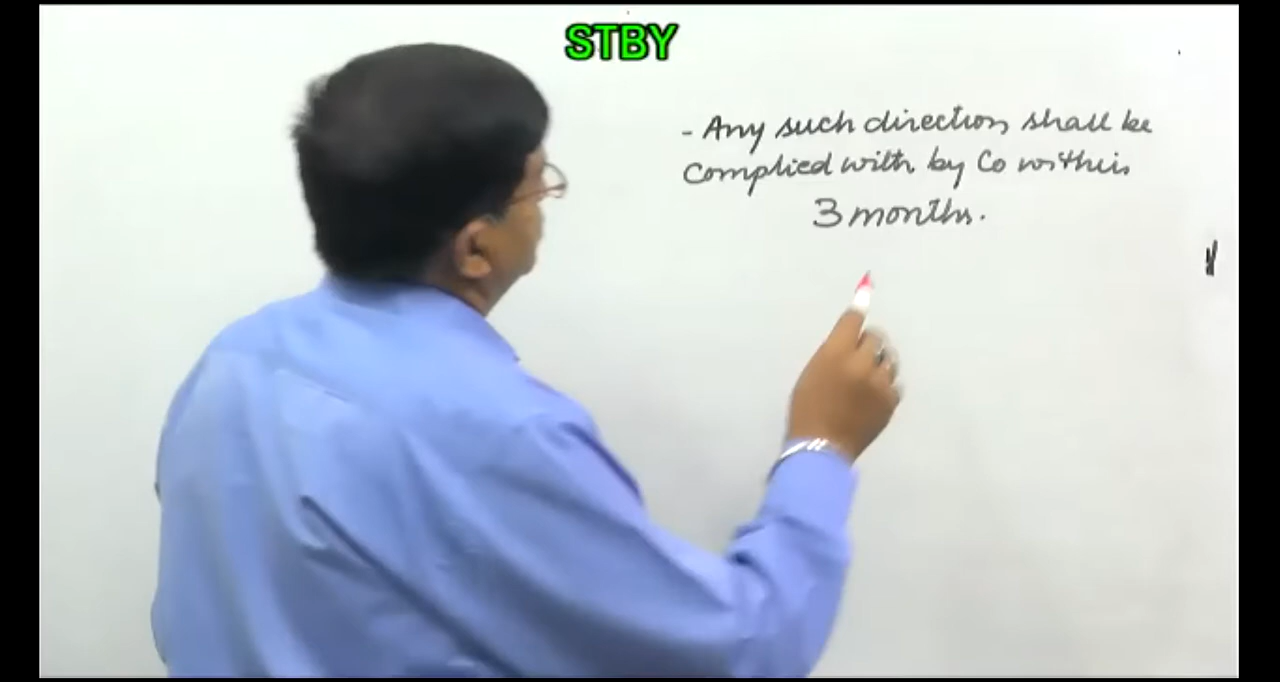 STBY
- Any such direction shall be
complied with by Co within
3 months.